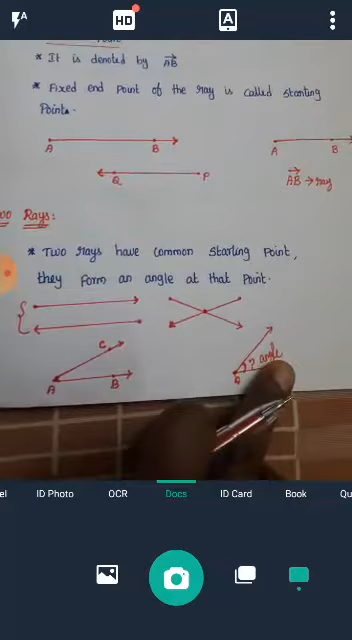 HD
A
* It is denoted by AB
* Fixed end point of the ray is called starting
Point.
A B
A B
Q P
AB → ray
Rays:
* Two rays have common starting point,
they form an angle at that point.
C
A B
angle
ID Photo
OCR
Docs
ID Card
Book